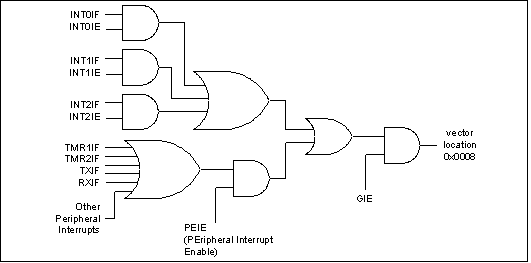 INT0IF
INT0IE
INT1IF
INT1IE
INT2IF
INT2IE
TMR1IF
TMR2IF
TXIF
RXIF
Other
Peripheral
Interrupts
PEIE
(PEripheral Interrupt
Enable)
GIE
vector
location
0x0008